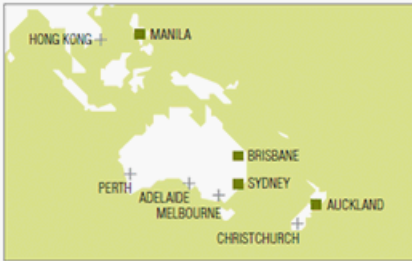 HONG KONG
MANILA
BRISBANE
PERTH
SYDNEY
ADELAIDE
MELBOURNE
AUCKLAND
CHRISTCHURCH